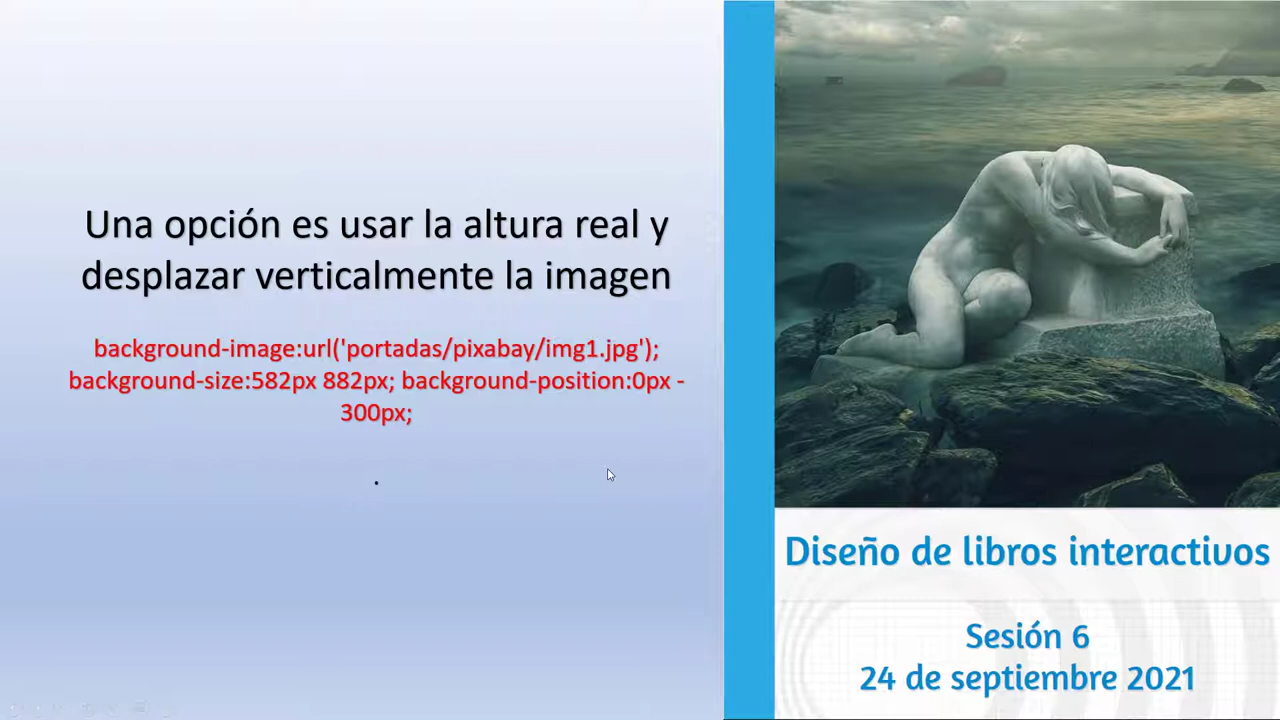 Una opción es usar la altura real y
desplazar verticalmente la imagen
background-image:url('portadas/pixabay/img1.jpg');
background-size:582px 882px; background-position:0px -
300px;
.
Diseño de libros interactivos
Sesión 6
24 de septiembre 2021